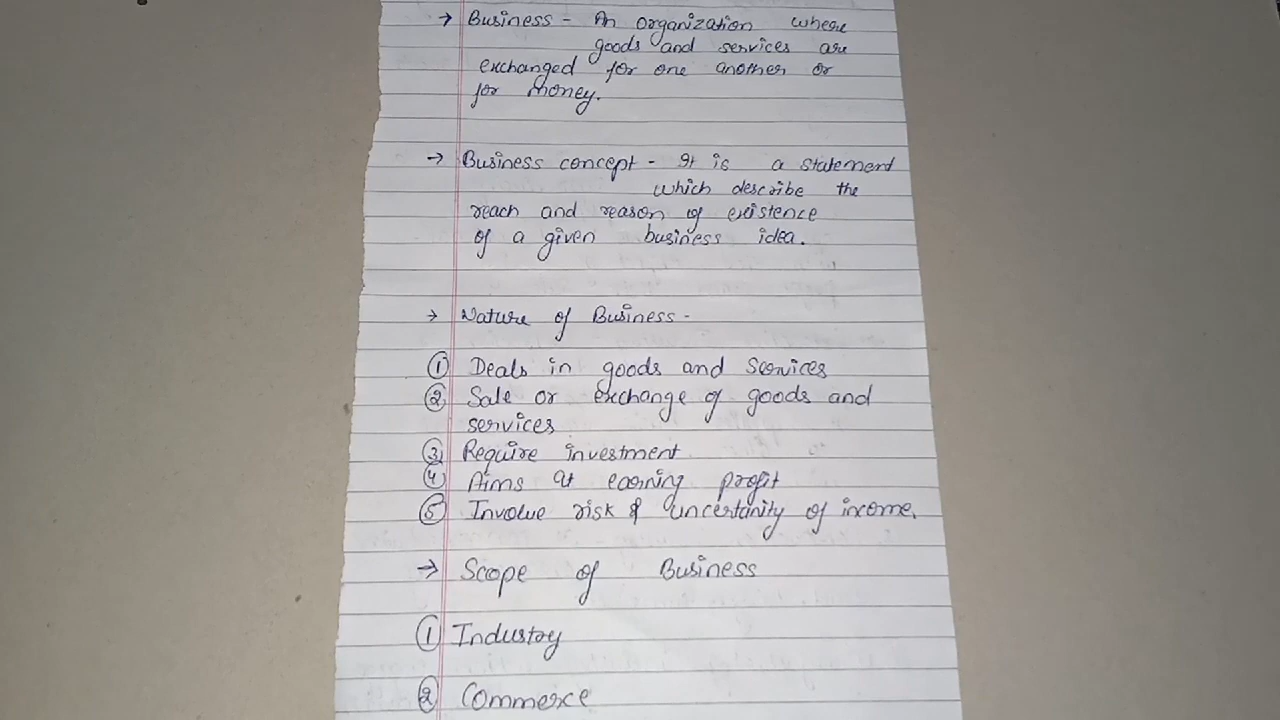 → Business - An organization where
goods and services are
exchanged for one another or
for money.
→ Business concept - It is a statement
which describe the
reach and reason of existence
of a given business idea.
→ Nature of Business -
① Deals in goods and services
② Sale or exchange of goods and
services
③ Require investment
④ Aims at earning profit
⑤ Involve risk & uncertanity of income.
→ Scope of Business
① Industry
② Commerce